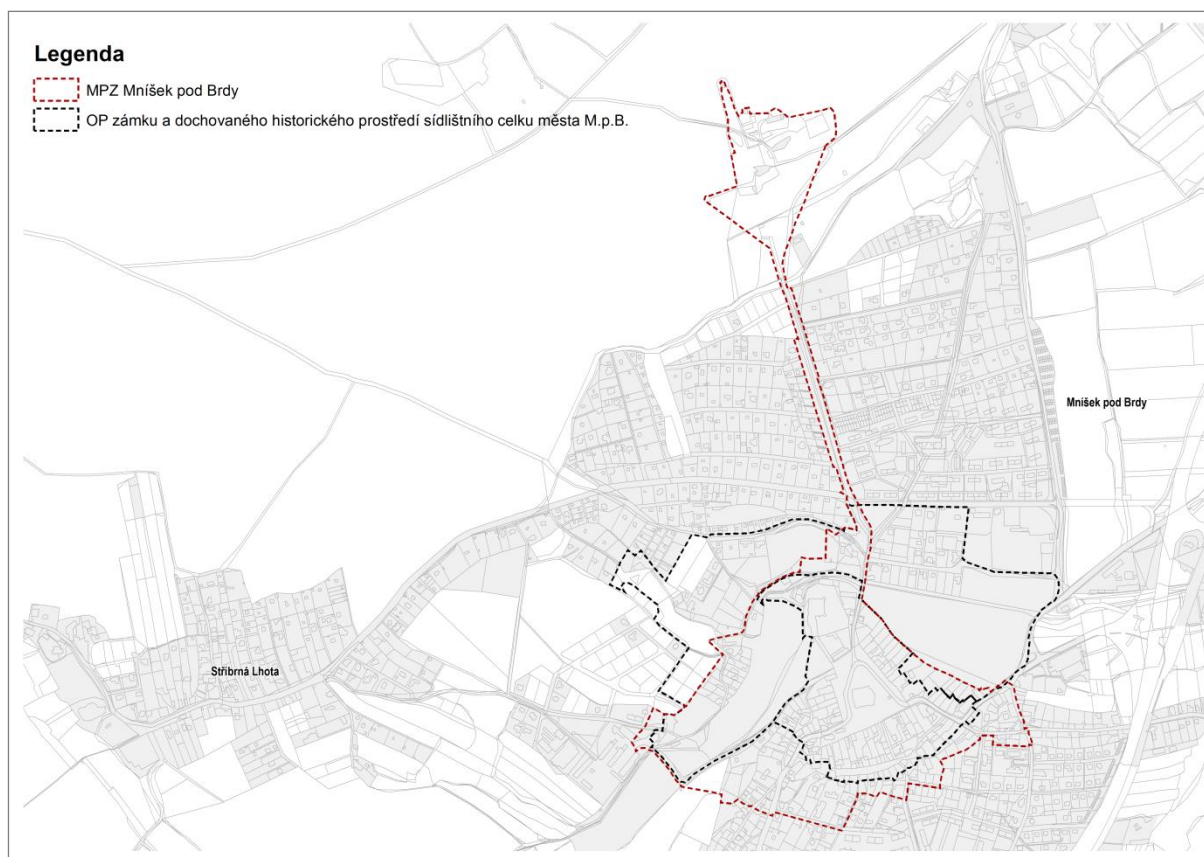 Legenda
MPZ Mníšek pod Brdy
OP zámku a dochovaného historického prostředí sídlištního celku města M.p.B.
Mníšek pod Brdy
Stříbrná Lhota